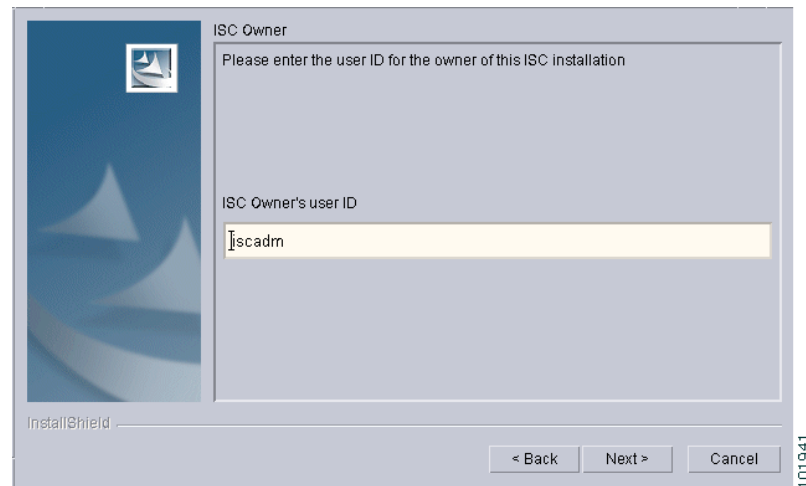 ISC Owner
Please enter the user ID for the owner of this ISC installation
ISC Owner's user ID
iscadm
InstallShield
< Back
Next >
Cancel
101941